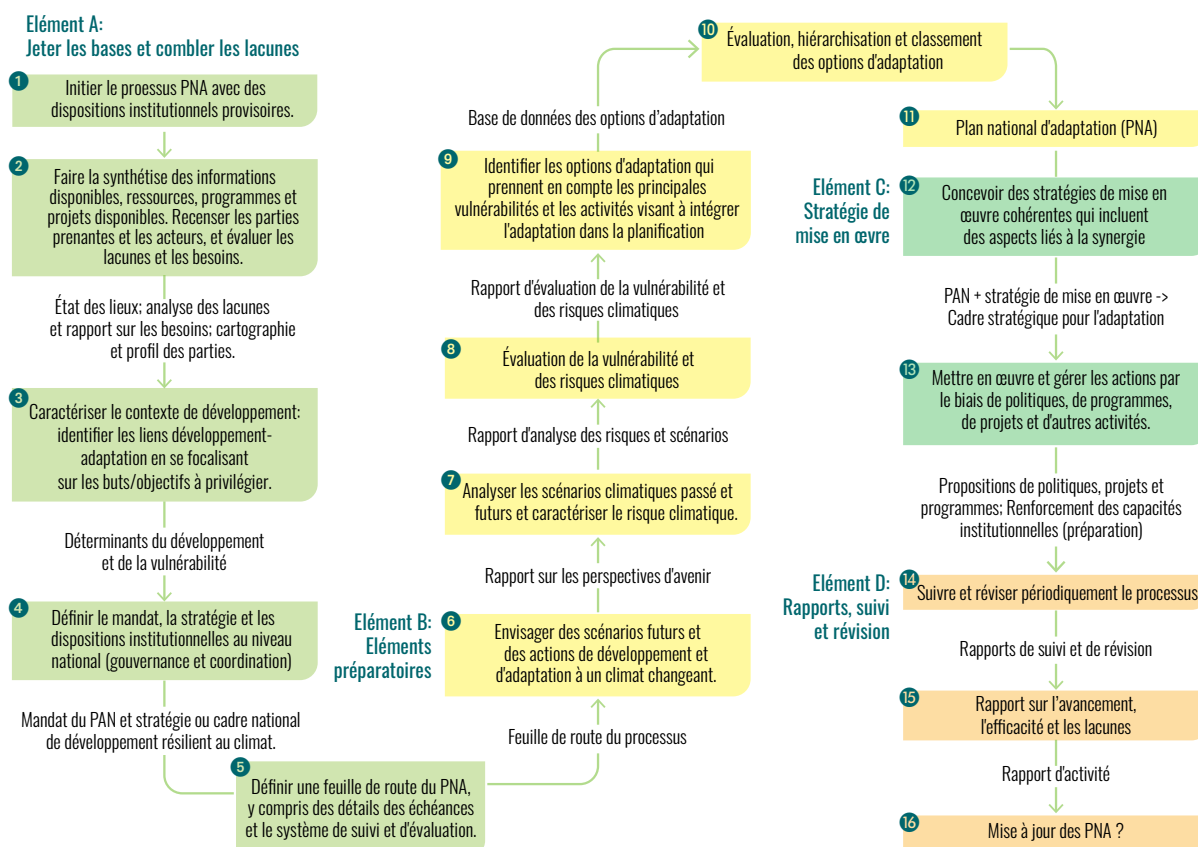 Elément A:
Jeter les bases et combler les lacunes
1
Initier le proessus PNA avec des
dispositions institutionnels provisoires.
2
Faire la synthétise des informations
disponibles, ressources, programmes et
projets disponibles. Recenser les parties
prenantes et les acteurs, et évaluer les
lacunes et les besoins.
État des lieux; analyse des lacunes
et rapport sur les besoins; cartographie
et profil des parties.
3
Caractériser le contexte de développement:
identifier les liens développement-
adaptation en se focalisant
sur les buts/objectifs à privilégier.
Déterminants du développement
et de la vulnérabilité
4
Définir le mandat, la stratégie et les
dispositions institutionnelles au niveau
national (gouvernance et coordination)
Mandat du PAN et stratégie ou cadre national
de développement résilient au climat.
5
Définir une feuille de route du PNA,
y compris des détails des échéances
et le système de suivi et d'évaluation.
Feuille de route du processus
Elément B:
Eléments
préparatoires
6
Envisager des scénarios futurs et
des actions de développement et
d'adaptation à un climat changeant.
Rapport sur les perspectives d'avenir
7
Analyser les scénarios climatiques passé et
futurs et caractériser le risque climatique.
Rapport d'analyse des risques et scénarios
8
Évaluation de la vulnérabilité et
des risques climatiques
Rapport d'évaluation de la vulnérabilité et
des risques climatiques
9
Identifier les options d'adaptation qui
prennent en compte les principales
vulnérabilités et les activités visant à intégrer
l'adaptation dans la planification
Base de données des options d’adaptation
10
Évaluation, hiérarchisation et classement
des options d'adaptation
11
Plan national d'adaptation (PNA)
Elément C:
Stratégie de
mise en œvre
12
Concevoir des stratégies de mise en
œuvre cohérentes qui incluent
des aspects liés à la synergie
PAN + stratégie de mise en œuvre ->
Cadre stratégique pour l'adaptation
13
Mettre en œuvre et gérer les actions par
le biais de politiques, de programmes,
de projets et d'autres activités.
Propositions de politiques, projets et
programmes; Renforcement des capacités
institutionnelles (préparation)
Elément D:
Rapports, suivi
et révision
14
Suivre et réviser périodiquement le processus
Rapports de suivi et de révision
15
Rapport sur l’avancement,
l'efficacité et les lacunes
Rapport d'activité
16
Mise à jour des PNA ?